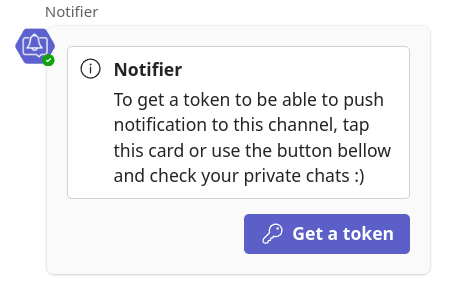 Notifier
Notifier
To get a token to be able to push
notification to this channel, tap
this card or use the button bellow
and check your private chats :)
Get a token